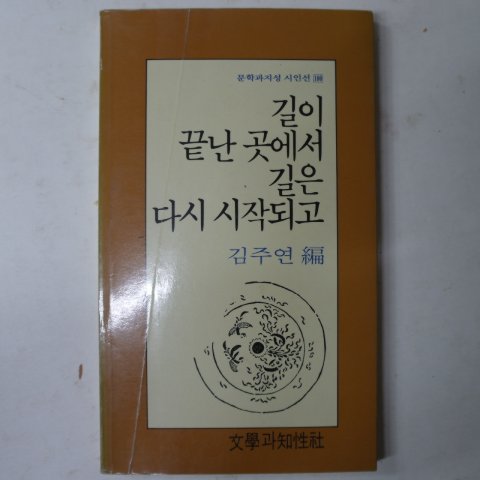 문학과지성 시인선 100
길이
끝난 곳에서
길은
다시 시작되고
김주연 編
文學과知性社